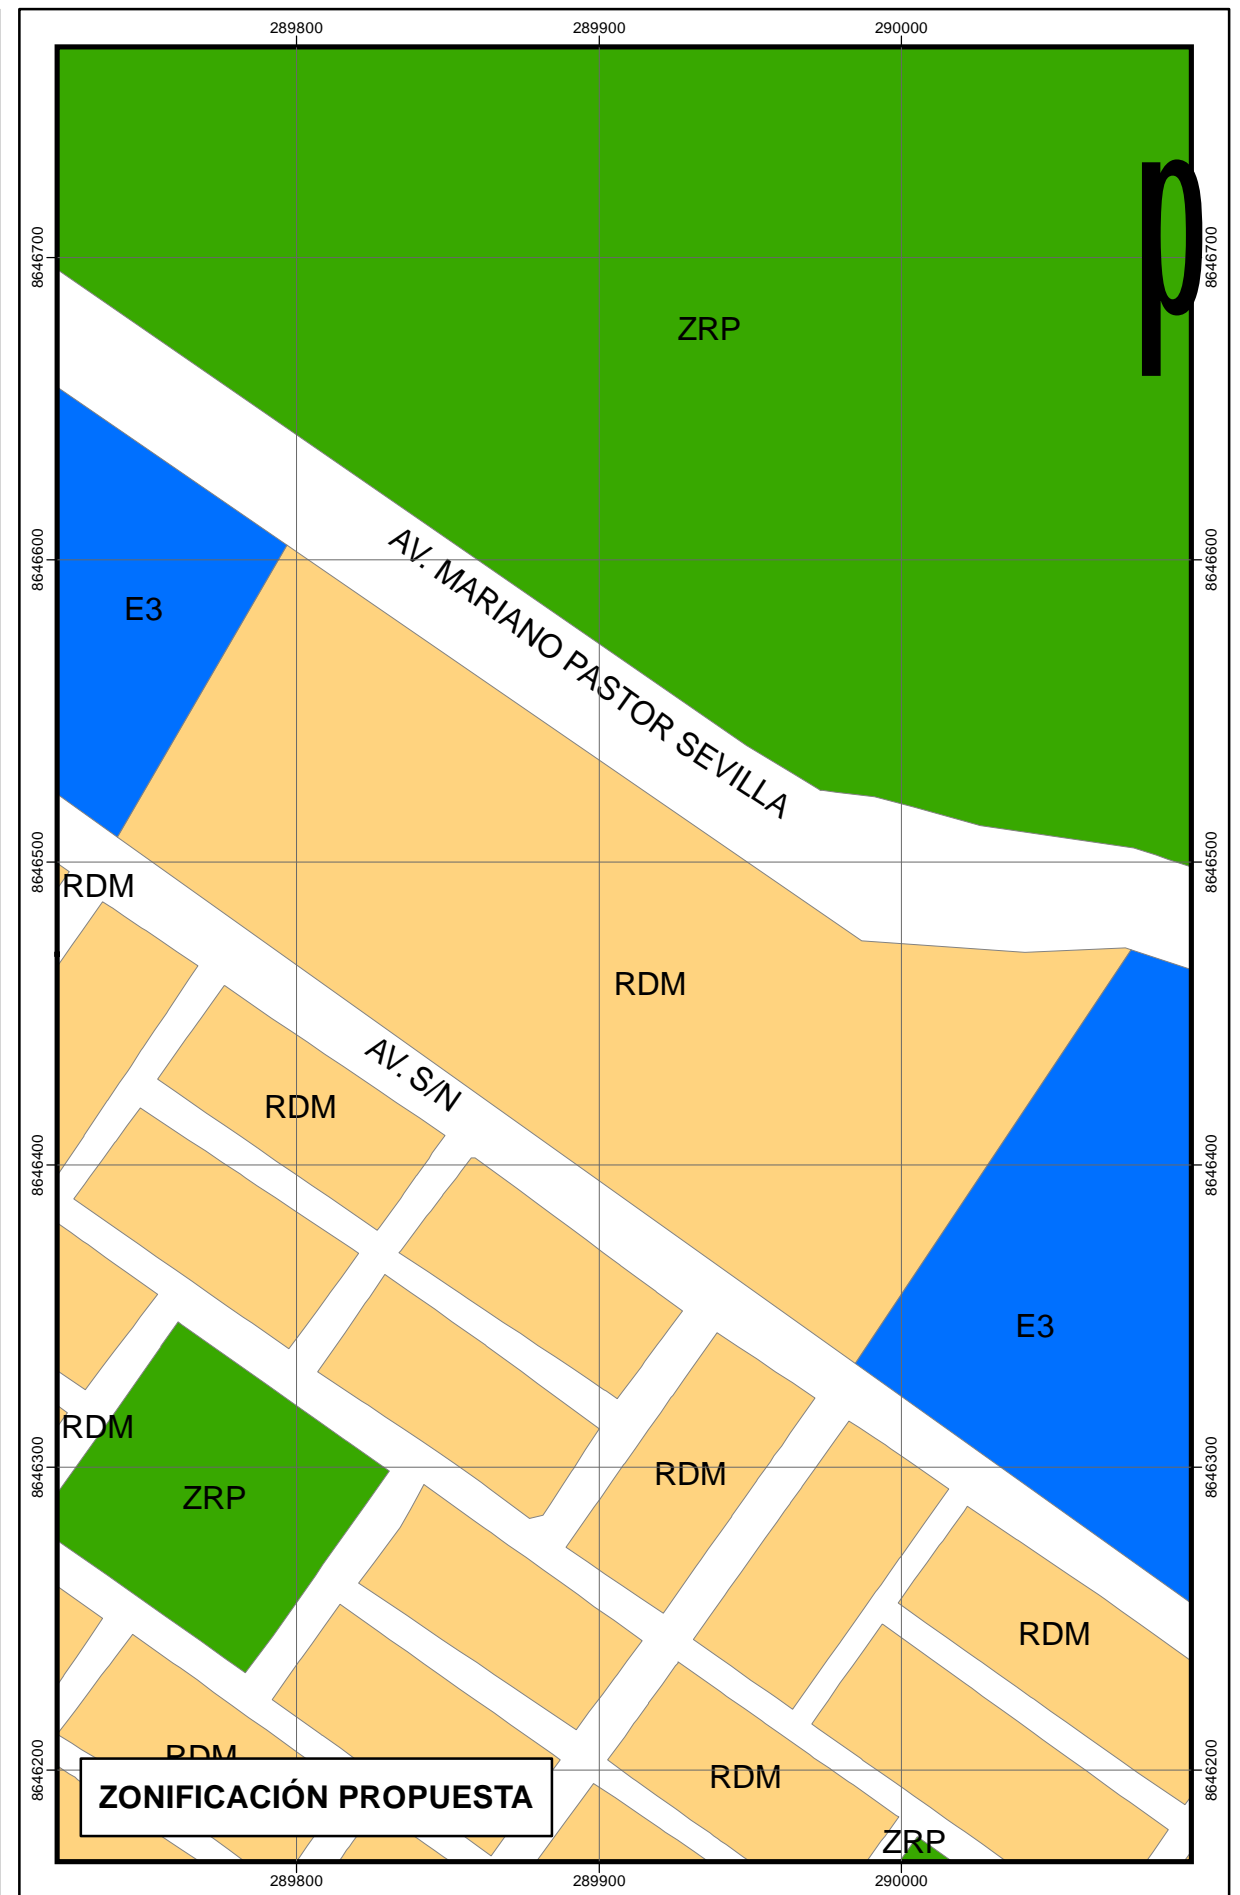 289800 289900 290000
p
8646700 8646700
ZRP
AV. MARIANO PASTOR SEVILLA
8646600 8646600
E3
8646500 8646500
RDM
RDM
AV. S/N
RDM
8646400 8646400
E3
RDM
8646300 8646300
RDM
ZRP
RDM
RDM
8646200 8646200
RDM
ZONIFICACIÓN PROPUESTA
ZRP
289800 289900 290000